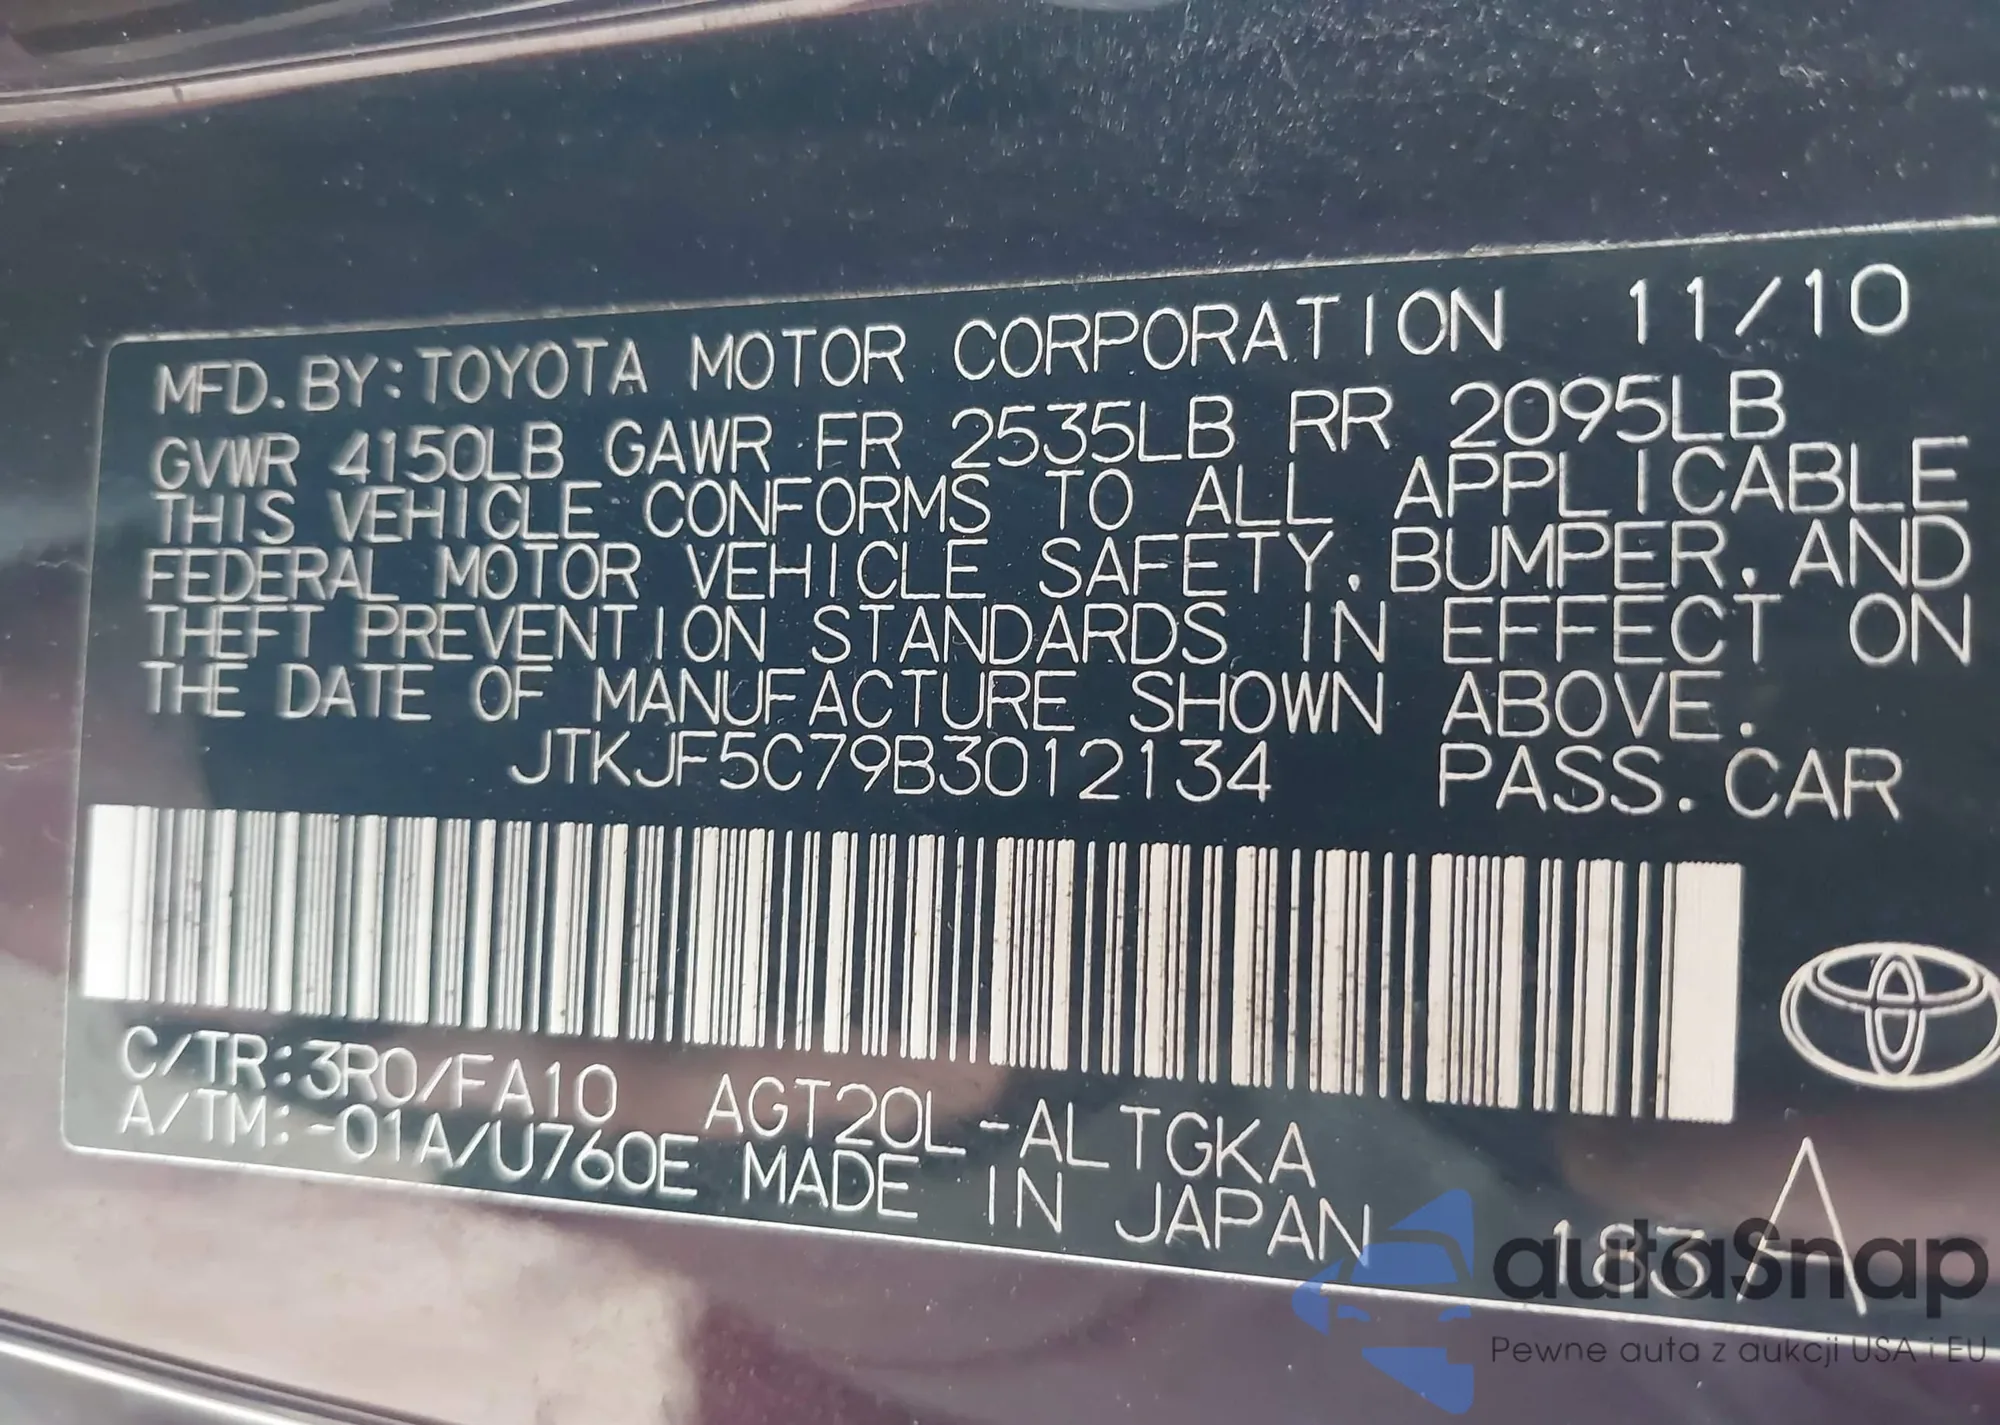 MFD. BY: TOYOTA MOTOR CORPORATION 11/10
GVWR 4150LB GAWR FR 2535LB RR 2095LB
THIS VEHICLE CONFORMS TO ALL APPLICABLE
FEDERAL MOTOR VEHICLE SAFETY, BUMPER, AND
THEFT PREVENTION STANDARDS IN EFFECT ON
THE DATE OF MANUFACTURE SHOWN ABOVE.
JTKJF5C79B3012134 PASS. CAR
C/TR:3R0/FA10 AGT20L-ALTGKA
A/TM:-01A/U760E MADE IN JAPAN 183 A
autoSnap
Pewne auta z aukcji USA i EU